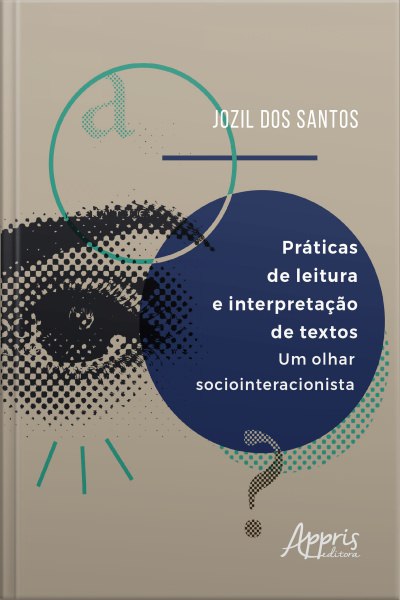 a
JOZIL DOS SANTOS
Práticas
de leitura
e interpretação
de textos
Um olhar
sociointeracionista
?
Appris
editora